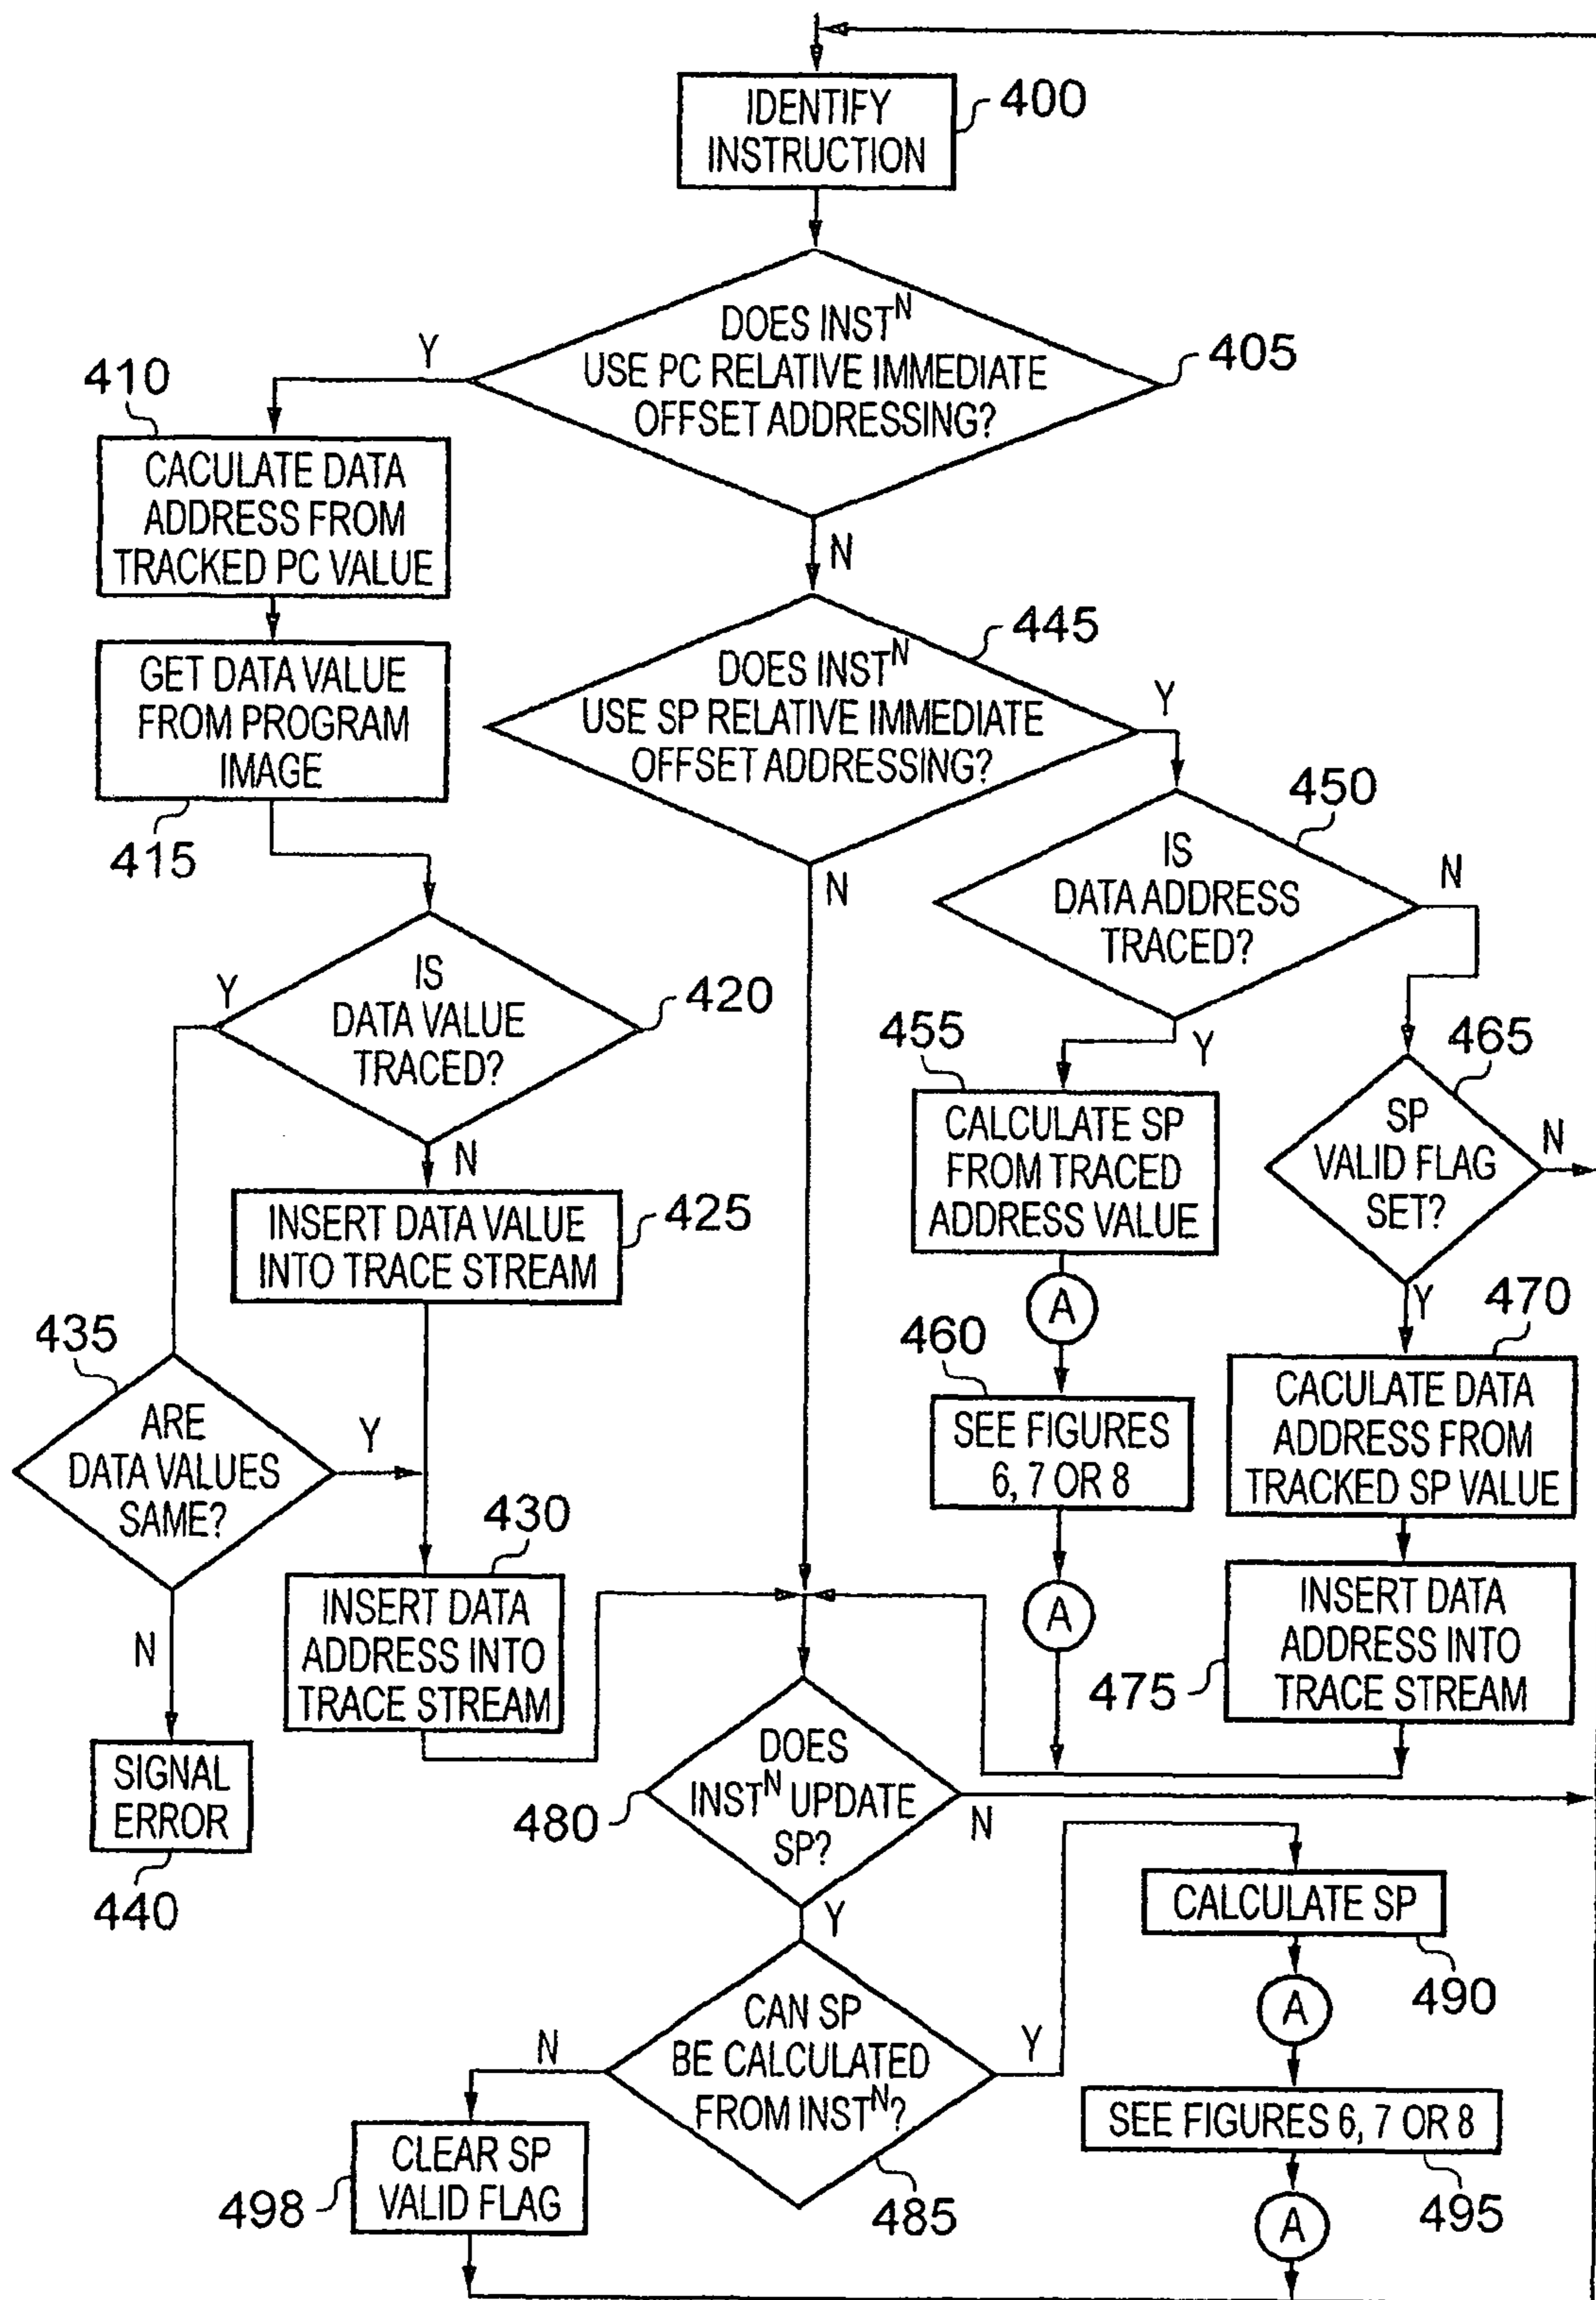 IDENTIFY
INSTRUCTION
400
DOES INST^N
USE PC RELATIVE IMMEDIATE
OFFSET ADDRESSING?
405
Y
N
410
CACULATE DATA
ADDRESS FROM
TRACKED PC VALUE
GET DATA VALUE
FROM PROGRAM
IMAGE
415
DOES INST^N
USE SP RELATIVE IMMEDIATE
OFFSET ADDRESSING?
445
Y
N
IS
DATA ADDRESS
TRACED?
450
N
Y
IS
DATA VALUE
TRACED?
420
Y
N
455
CALCULATE SP
FROM TRACED
ADDRESS VALUE
A
465
SP
VALID FLAG
SET?
N
Y
INSERT DATA VALUE
INTO TRACE STREAM
425
435
ARE
DATA VALUES
SAME?
Y
N
460
SEE FIGURES
6, 7 OR 8
A
470
CACULATE DATA
ADDRESS FROM
TRACKED SP VALUE
430
INSERT DATA
ADDRESS INTO
TRACE STREAM
INSERT DATA
ADDRESS INTO
TRACE STREAM
475
SIGNAL
ERROR
440
DOES
INST^N UPDATE
SP?
480
N
Y
CALCULATE SP
490
A
CAN SP
BE CALCULATED
FROM INST^N?
485
N
Y
SEE FIGURES 6, 7 OR 8
495
A
CLEAR SP
VALID FLAG
498